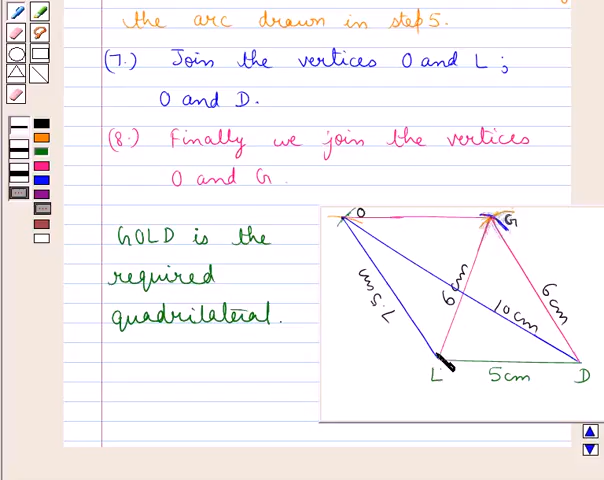 the arc drawn in step 5.
(7.) Join the vertices O and L ;
O and D.
(8.) Finally we join the vertices
O and G.
GOLD is the
required
quadrilateral.
O
G
7.5cm
6cm
10cm
6cm
L
5cm
D